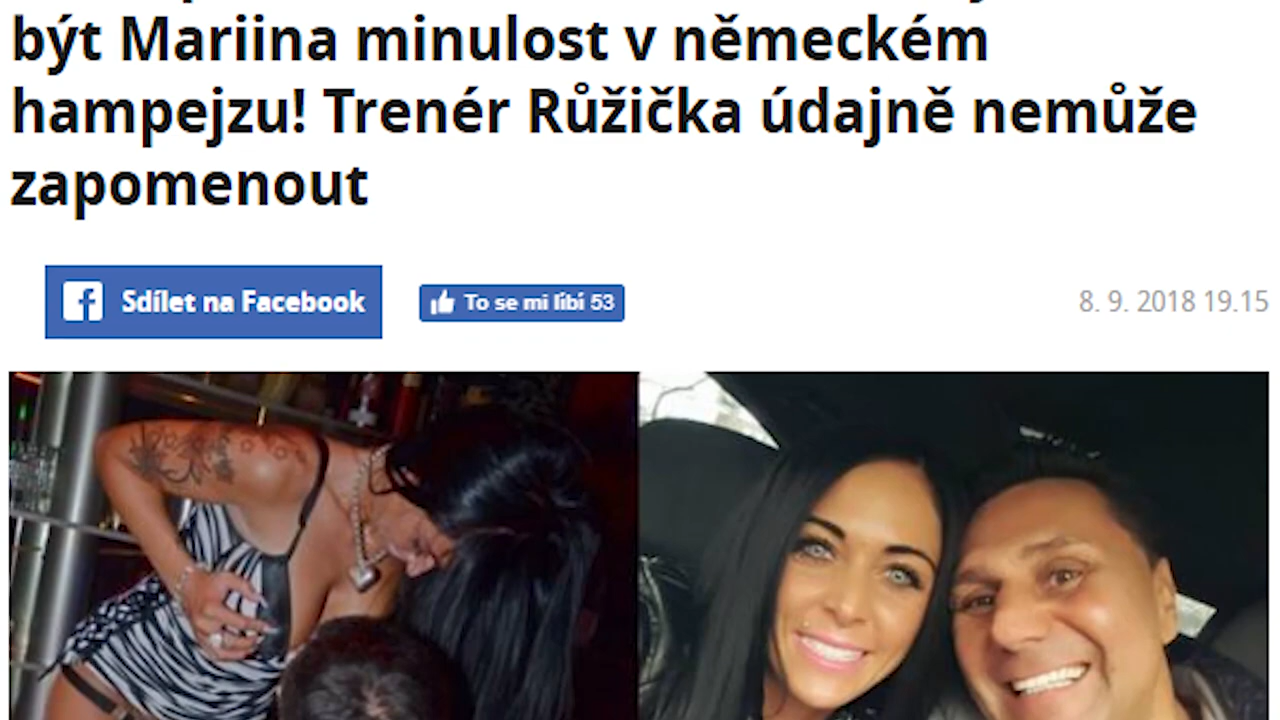 být Mariina minulost v německém
hampejzu! Trenér Růžička údajně nemůže
zapomenout
Sdílet na Facebook
To se mi líbí 53
8. 9. 2018 19.15